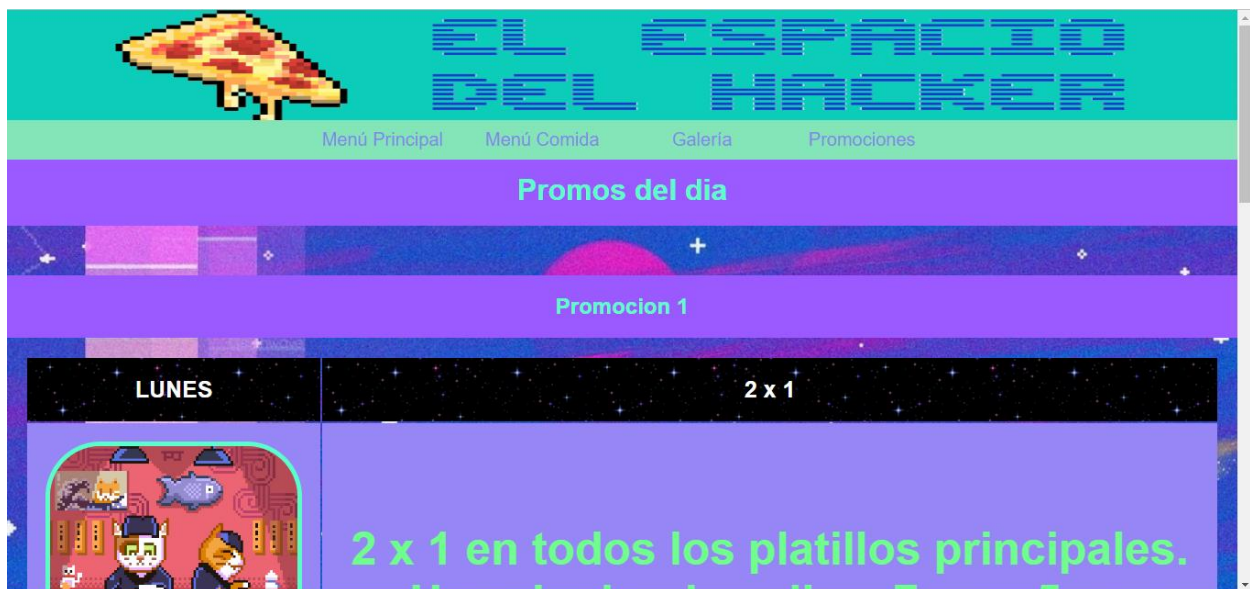 EL ESPACIO
DEL HACKER
Menú Principal Menú Comida Galería Promociones
Promos del dia
Promocion 1
LUNES 2 x 1
2 x 1 en todos los platillos principales.